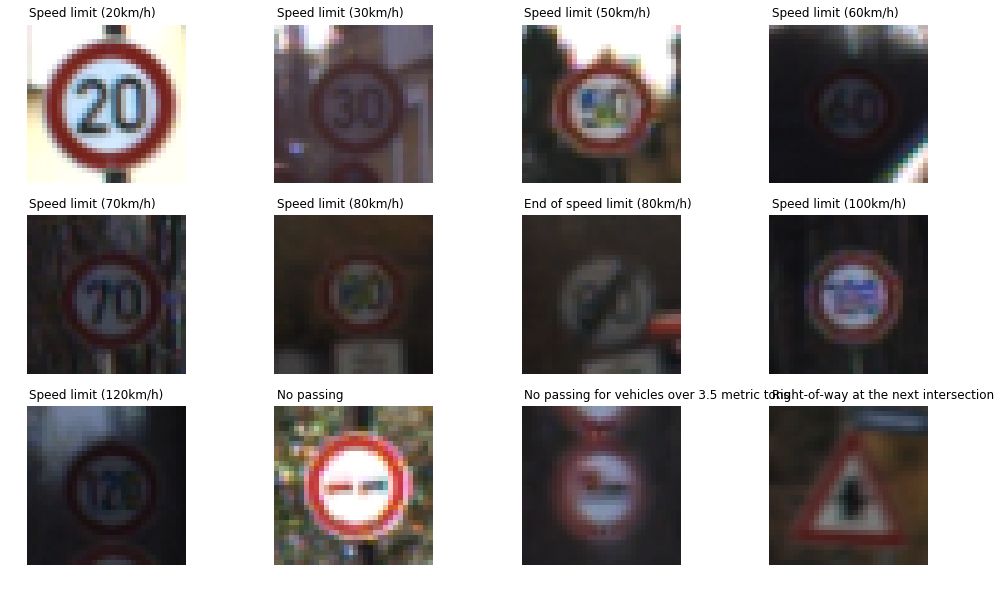 Speed limit (20km/h)
Speed limit (30km/h)
Speed limit (50km/h)
Speed limit (60km/h)
20
30
60
Speed limit (70km/h)
Speed limit (80km/h)
End of speed limit (80km/h)
Speed limit (100km/h)
70
Speed limit (120km/h)
No passing
No passing for vehicles over 3.5 metric tons
Right-of-way at the next intersection
120